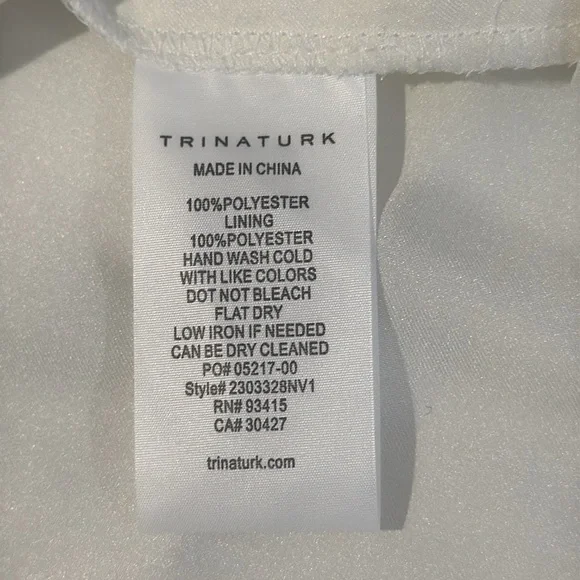 TRINATURK
MADE IN CHINA
100%POLYESTER
LINING
100%POLYESTER
HAND WASH COLD
WITH LIKE COLORS
DOT NOT BLEACH
FLAT DRY
LOW IRON IF NEEDED
CAN BE DRY CLEANED
PO# 05217-00
Style# 2303328NV1
RN# 93415
CA# 30427
trinaturk.com